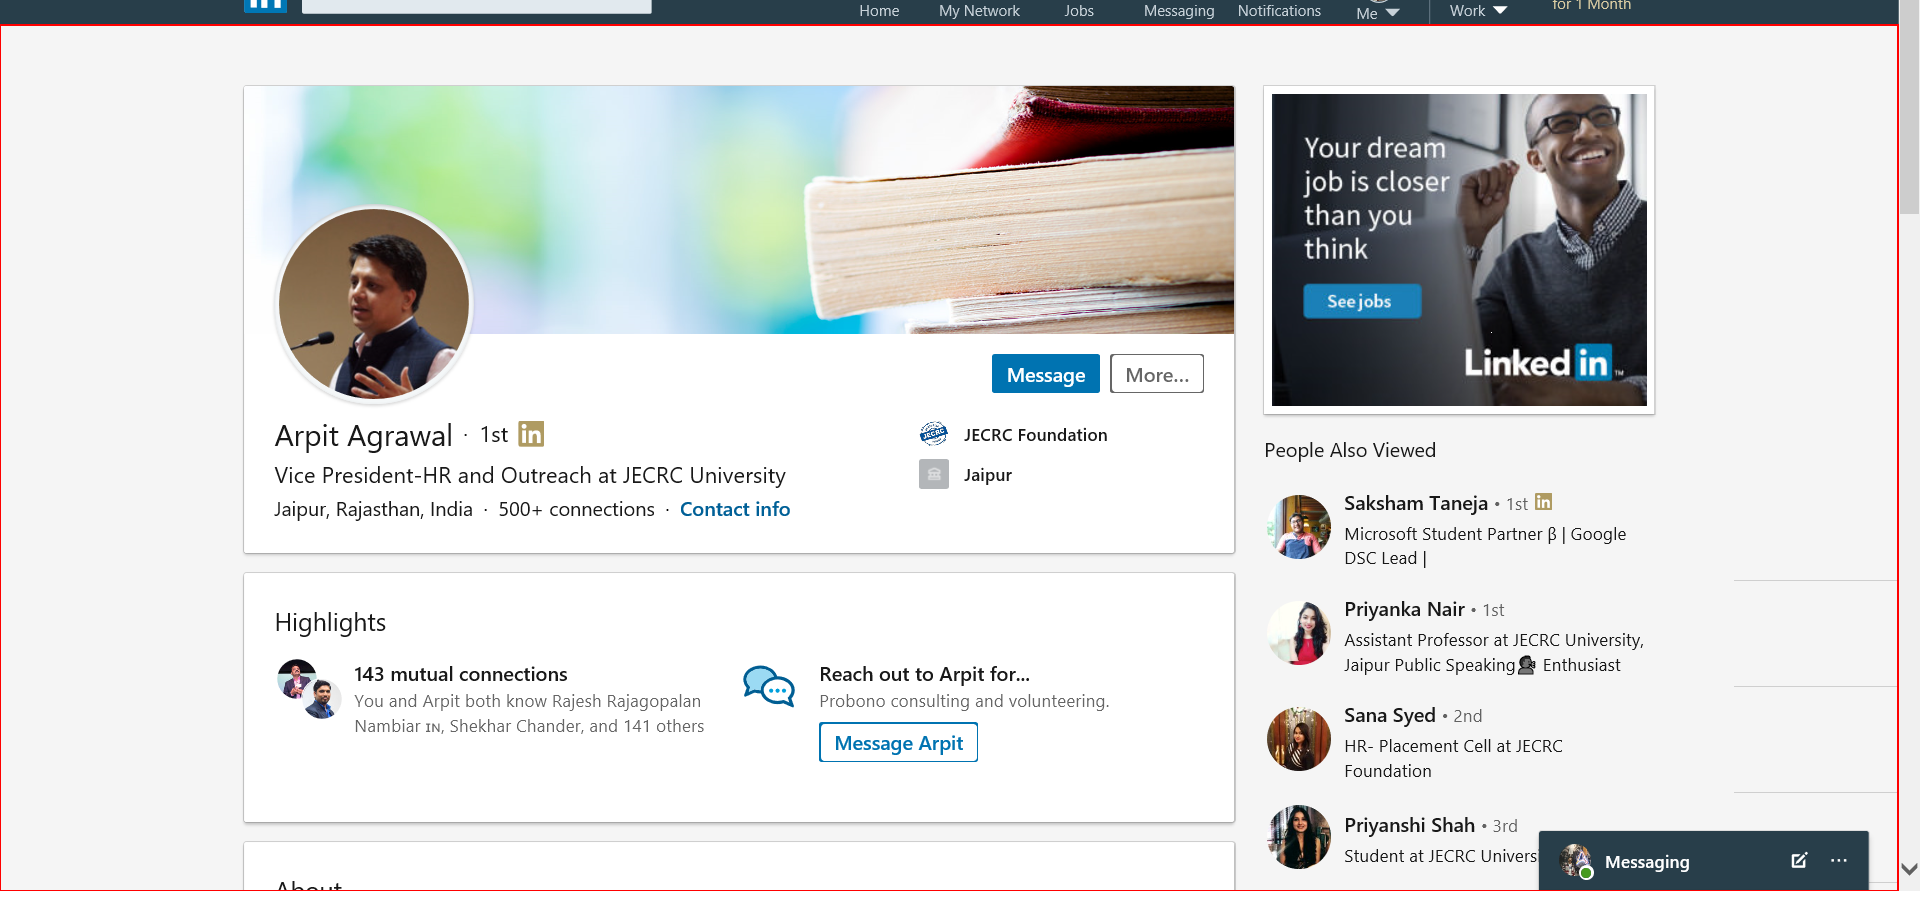 in
Home
My Network
Jobs
Messaging
Notifications
Me
Work
for 1 Month
Message
More...
Arpit Agrawal · 1st in
Vice President-HR and Outreach at JECRC University
Jaipur, Rajasthan, India · 500+ connections · Contact info
JECRC
JECRC Foundation
Jaipur
Highlights
143 mutual connections
You and Arpit both know Rajesh Rajagopalan
Nambiar ɪɴ, Shekhar Chander, and 141 others
Reach out to Arpit for...
Probono consulting and volunteering.
Message Arpit
About
Your dream
job is closer
than you
think
See jobs
Linked in ™
People Also Viewed
Saksham Taneja • 1st in
Microsoft Student Partner β | Google
DSC Lead |
Priyanka Nair • 1st
Assistant Professor at JECRC University,
Jaipur Public Speaking🗣 Enthusiast
Sana Syed • 2nd
HR- Placement Cell at JECRC
Foundation
Priyanshi Shah • 3rd
Student at JECRC Univers
Messaging